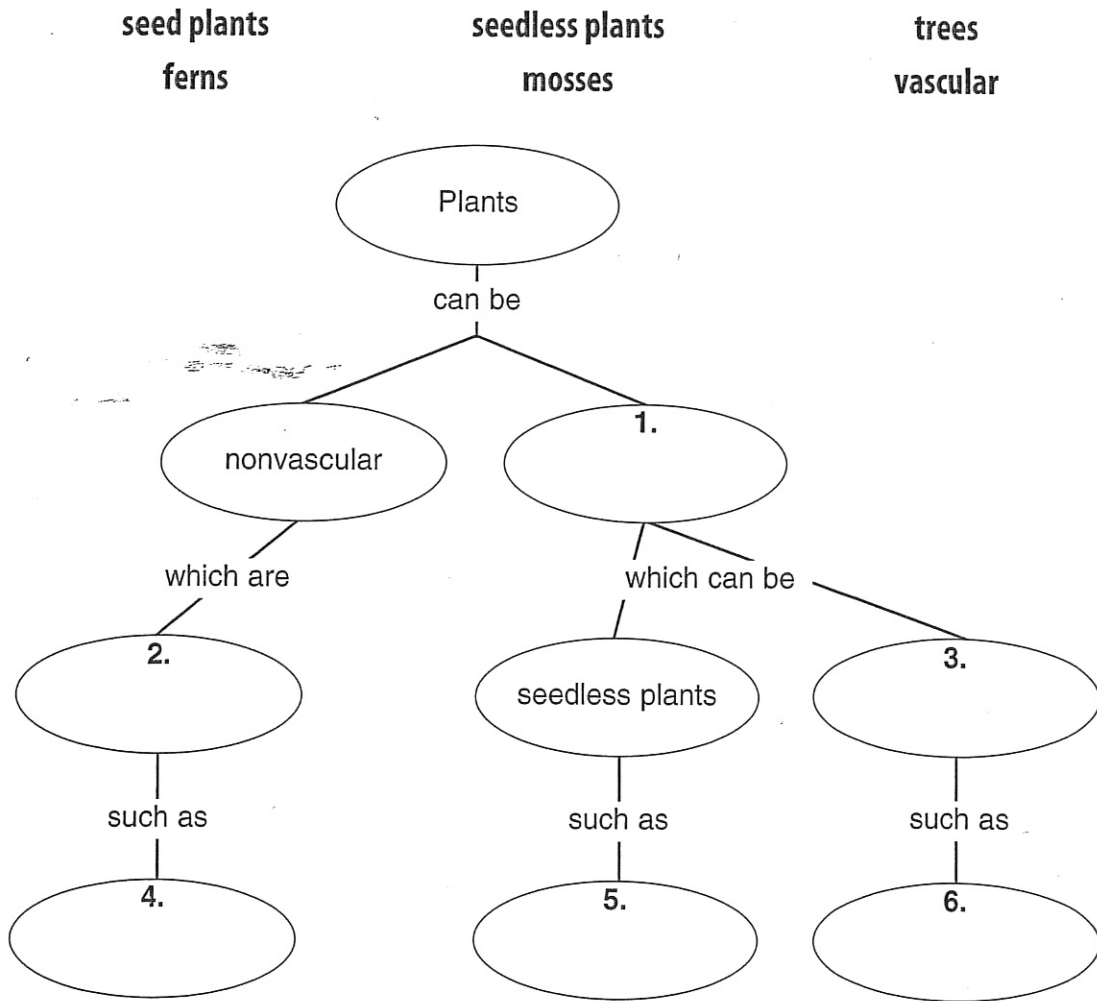 seed plants seedless plants trees
ferns mosses vascular
Plants
can be
nonvascular 1.
which are which can be
2. seedless plants 3.
such as such as such as
4. 5. 6.